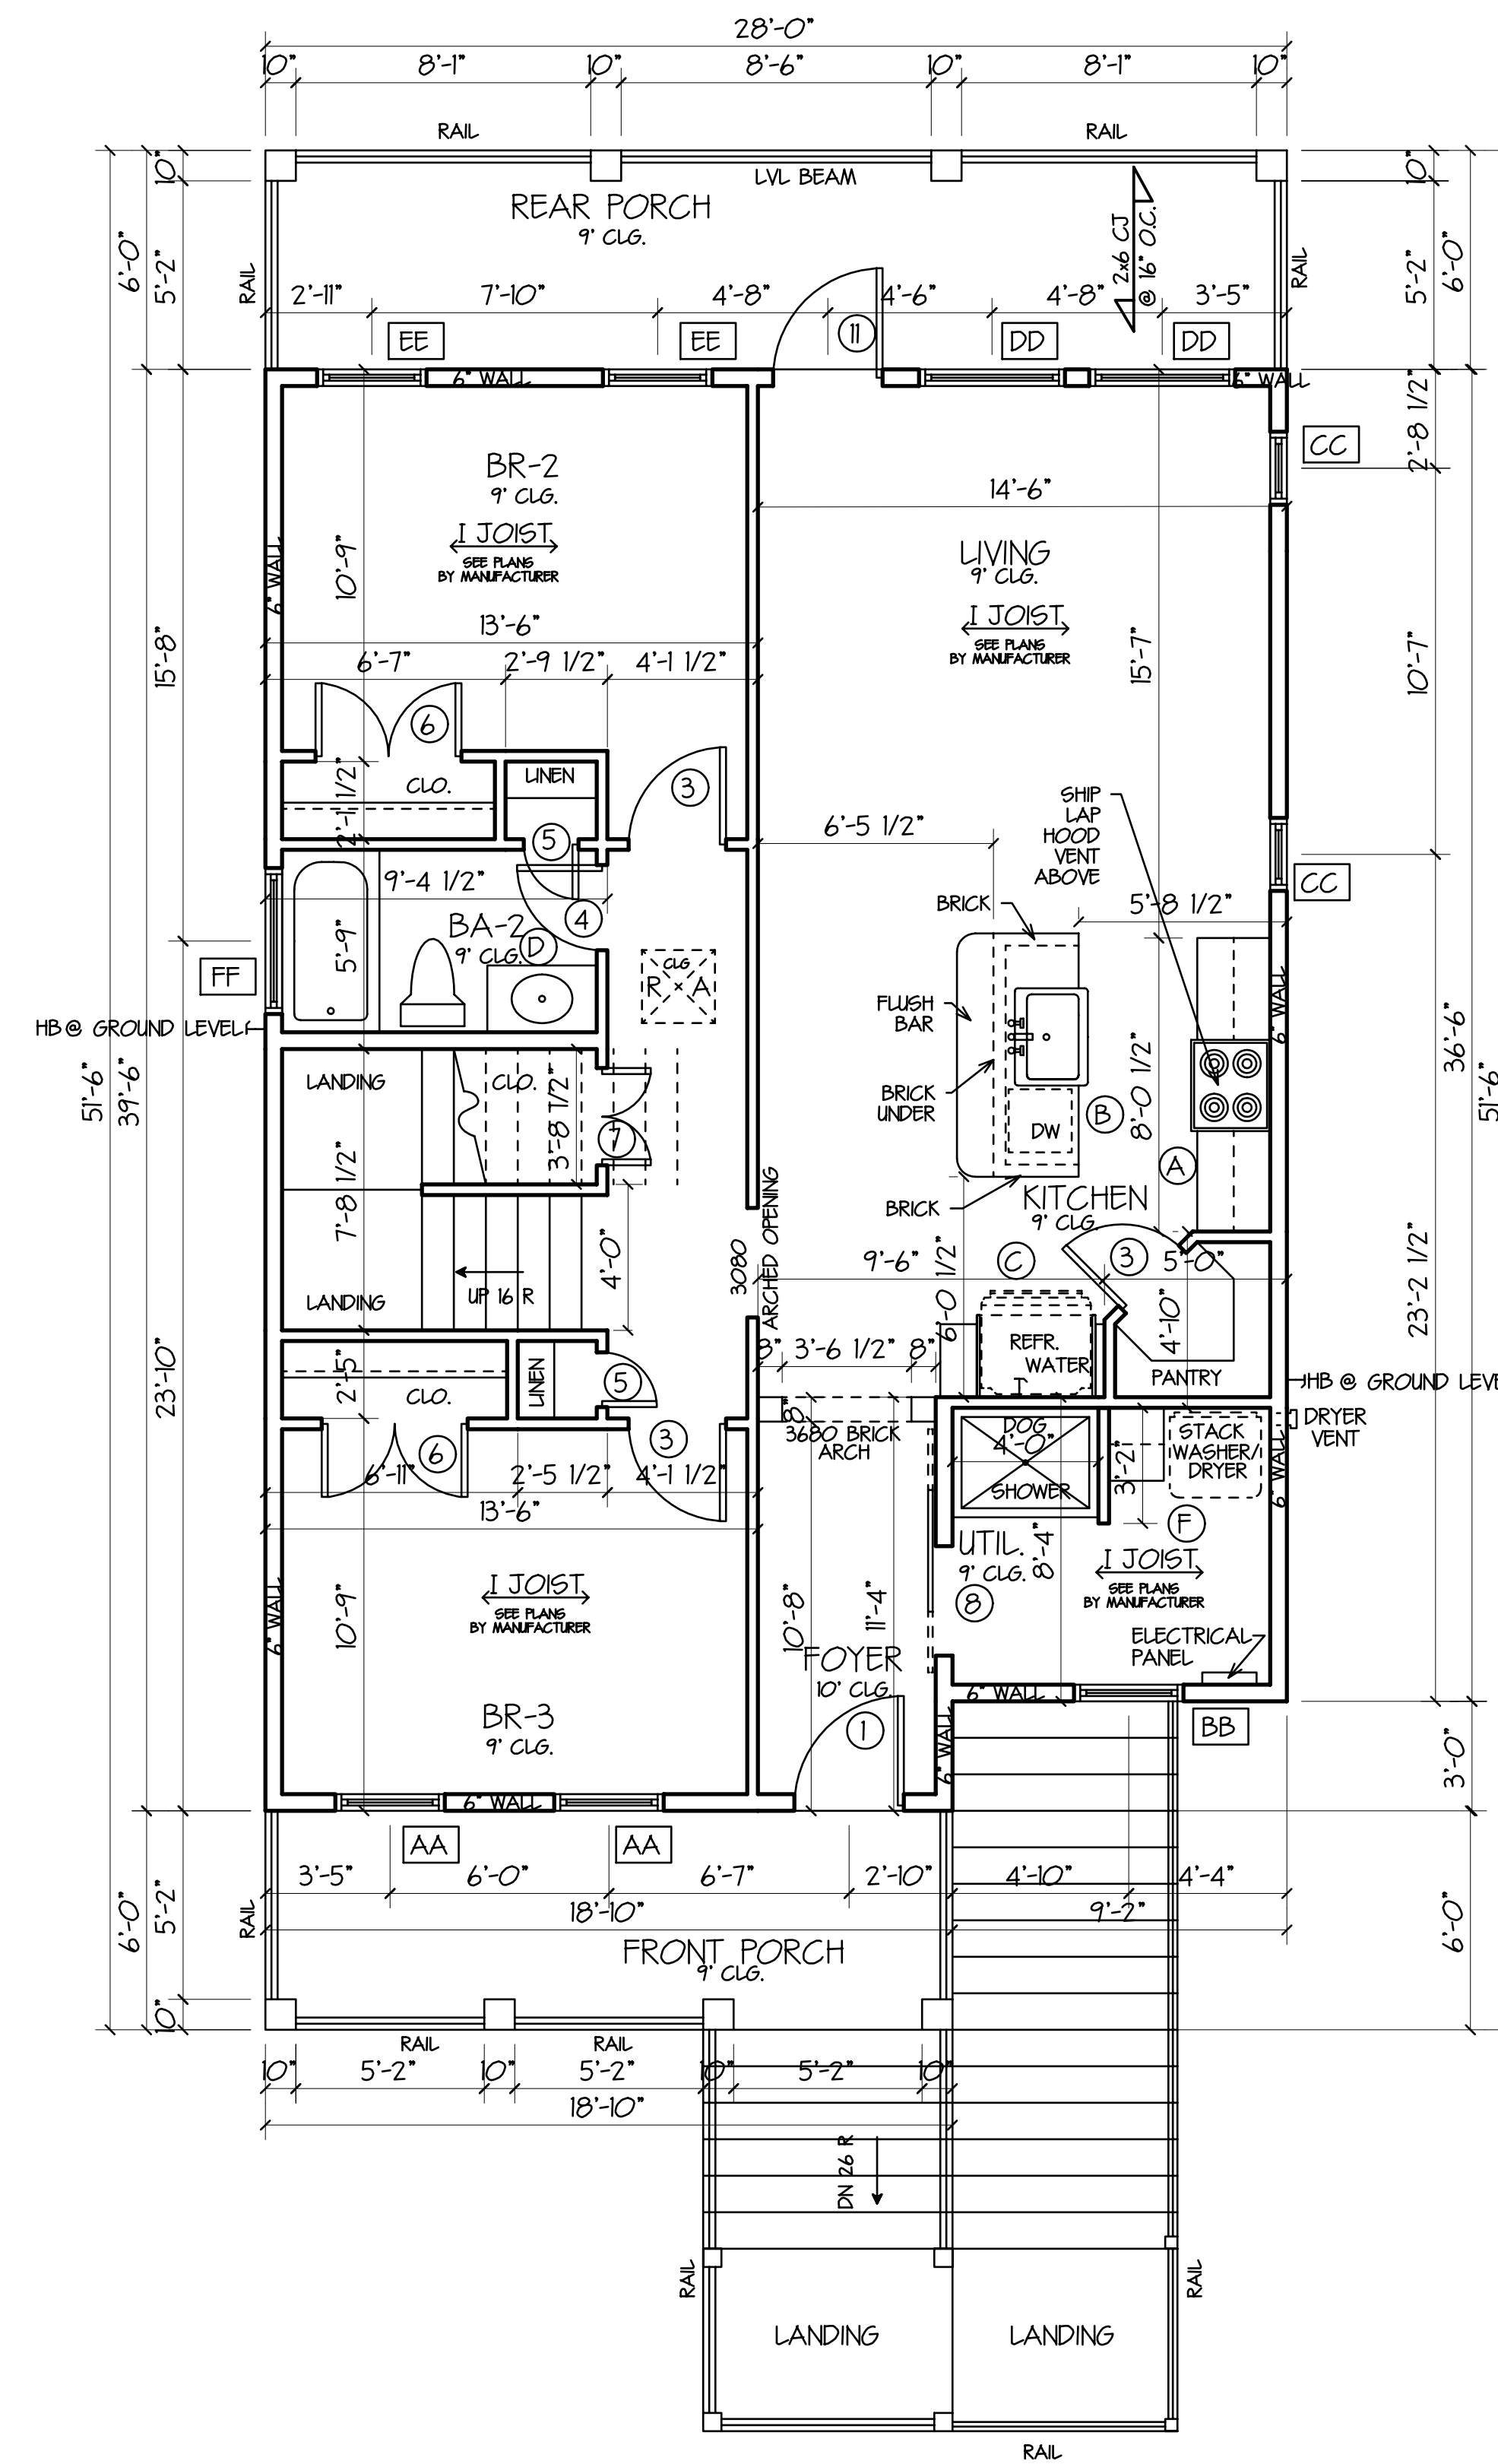 28'-0"
10" 8'-1" 10" 8'-6" 10" 8'-1" 10"
RAIL RAIL
LVL BEAM
REAR PORCH
9' CLG.
2x6 CJ
@ 16" O.C.
10" 10"
6'-0" 5'-2" RAIL RAIL 5'-2" 6'-0"
2'-11" 7'-10" 4'-8" 4'-6" 4'-8" 3'-5"
EE EE 11 DD DD
6" WALL 6" WALL
2'-8 1/2"
CC
BR-2
9' CLG.
14'-6"
I JOIST
SEE PLANS
BY MANUFACTURER
6" WALL
10'-9"
LIVING
9' CLG.
I JOIST
SEE PLANS
BY MANUFACTURER
13'-6"
6'-7" 2'-9 1/2" 4'-1 1/2"
15'-8"
15'-7"
10'-7"
6
CLO.
LINEN
3
2'-1 1/2"
5
6'-5 1/2"
SHIP
LAP
HOOD
VENT
ABOVE
CC
9'-4 1/2"
4
BA-2
9' CLG.
D
5'-9"
FF
HB @ GROUND LEVEL
CLG
R A
BRICK
5'-8 1/2"
FLUSH
BAR
6" WALL
BRICK
UNDER
DW
B
8'-0 1/2"
A
51'-6" 39'-6"
36'-6" 51'-6"
LANDING
CLO.
3'-8 1/2"
7
7'-8 1/2"
BRICK
KITCHEN
9' CLG.
3080
ARCHED OPENING
4'-0"
UP 16 R
LANDING
9'-6"
6'-0 1/2"
C
3
5'-0"
4'-10"
23'-2 1/2"
REFR.
WATER
PANTRY
8" 3'-6 1/2" 8"
HB @ GROUND LEVE
23'-10"
2'-5"
CLO.
LINEN
5
3
6
8"
3680 BRICK
ARCH
DOG
4'-0"
SHOWER
3'-2"
STACK
WASHER/
DRYER
DRYER
VENT
6" WALL
6'-11" 2'-5 1/2" 4'-1 1/2"
13'-6"
F
UTIL.
9' CLG.
8'-4"
8
I JOIST
SEE PLANS
BY MANUFACTURER
I JOIST
SEE PLANS
BY MANUFACTURER
6" WALL
10'-9"
10'-8"
11'-4"
FOYER
10' CLG.
ELECTRICAL
PANEL
6" WALL
6" WALL
BB
1
BR-3
9' CLG.
3'-0"
6" WALL
AA AA
3'-5" 6'-0" 6'-7" 2'-10" 4'-10" 4'-4"
18'-10" 9'-2"
6'-0" 5'-2" RAIL 6'-0"
FRONT PORCH
9' CLG.
10"
RAIL RAIL
10" 5'-2" 10" 5'-2" 10" 5'-2" 10"
18'-10"
DN 26 R
RAIL RAIL
LANDING LANDING
RAIL